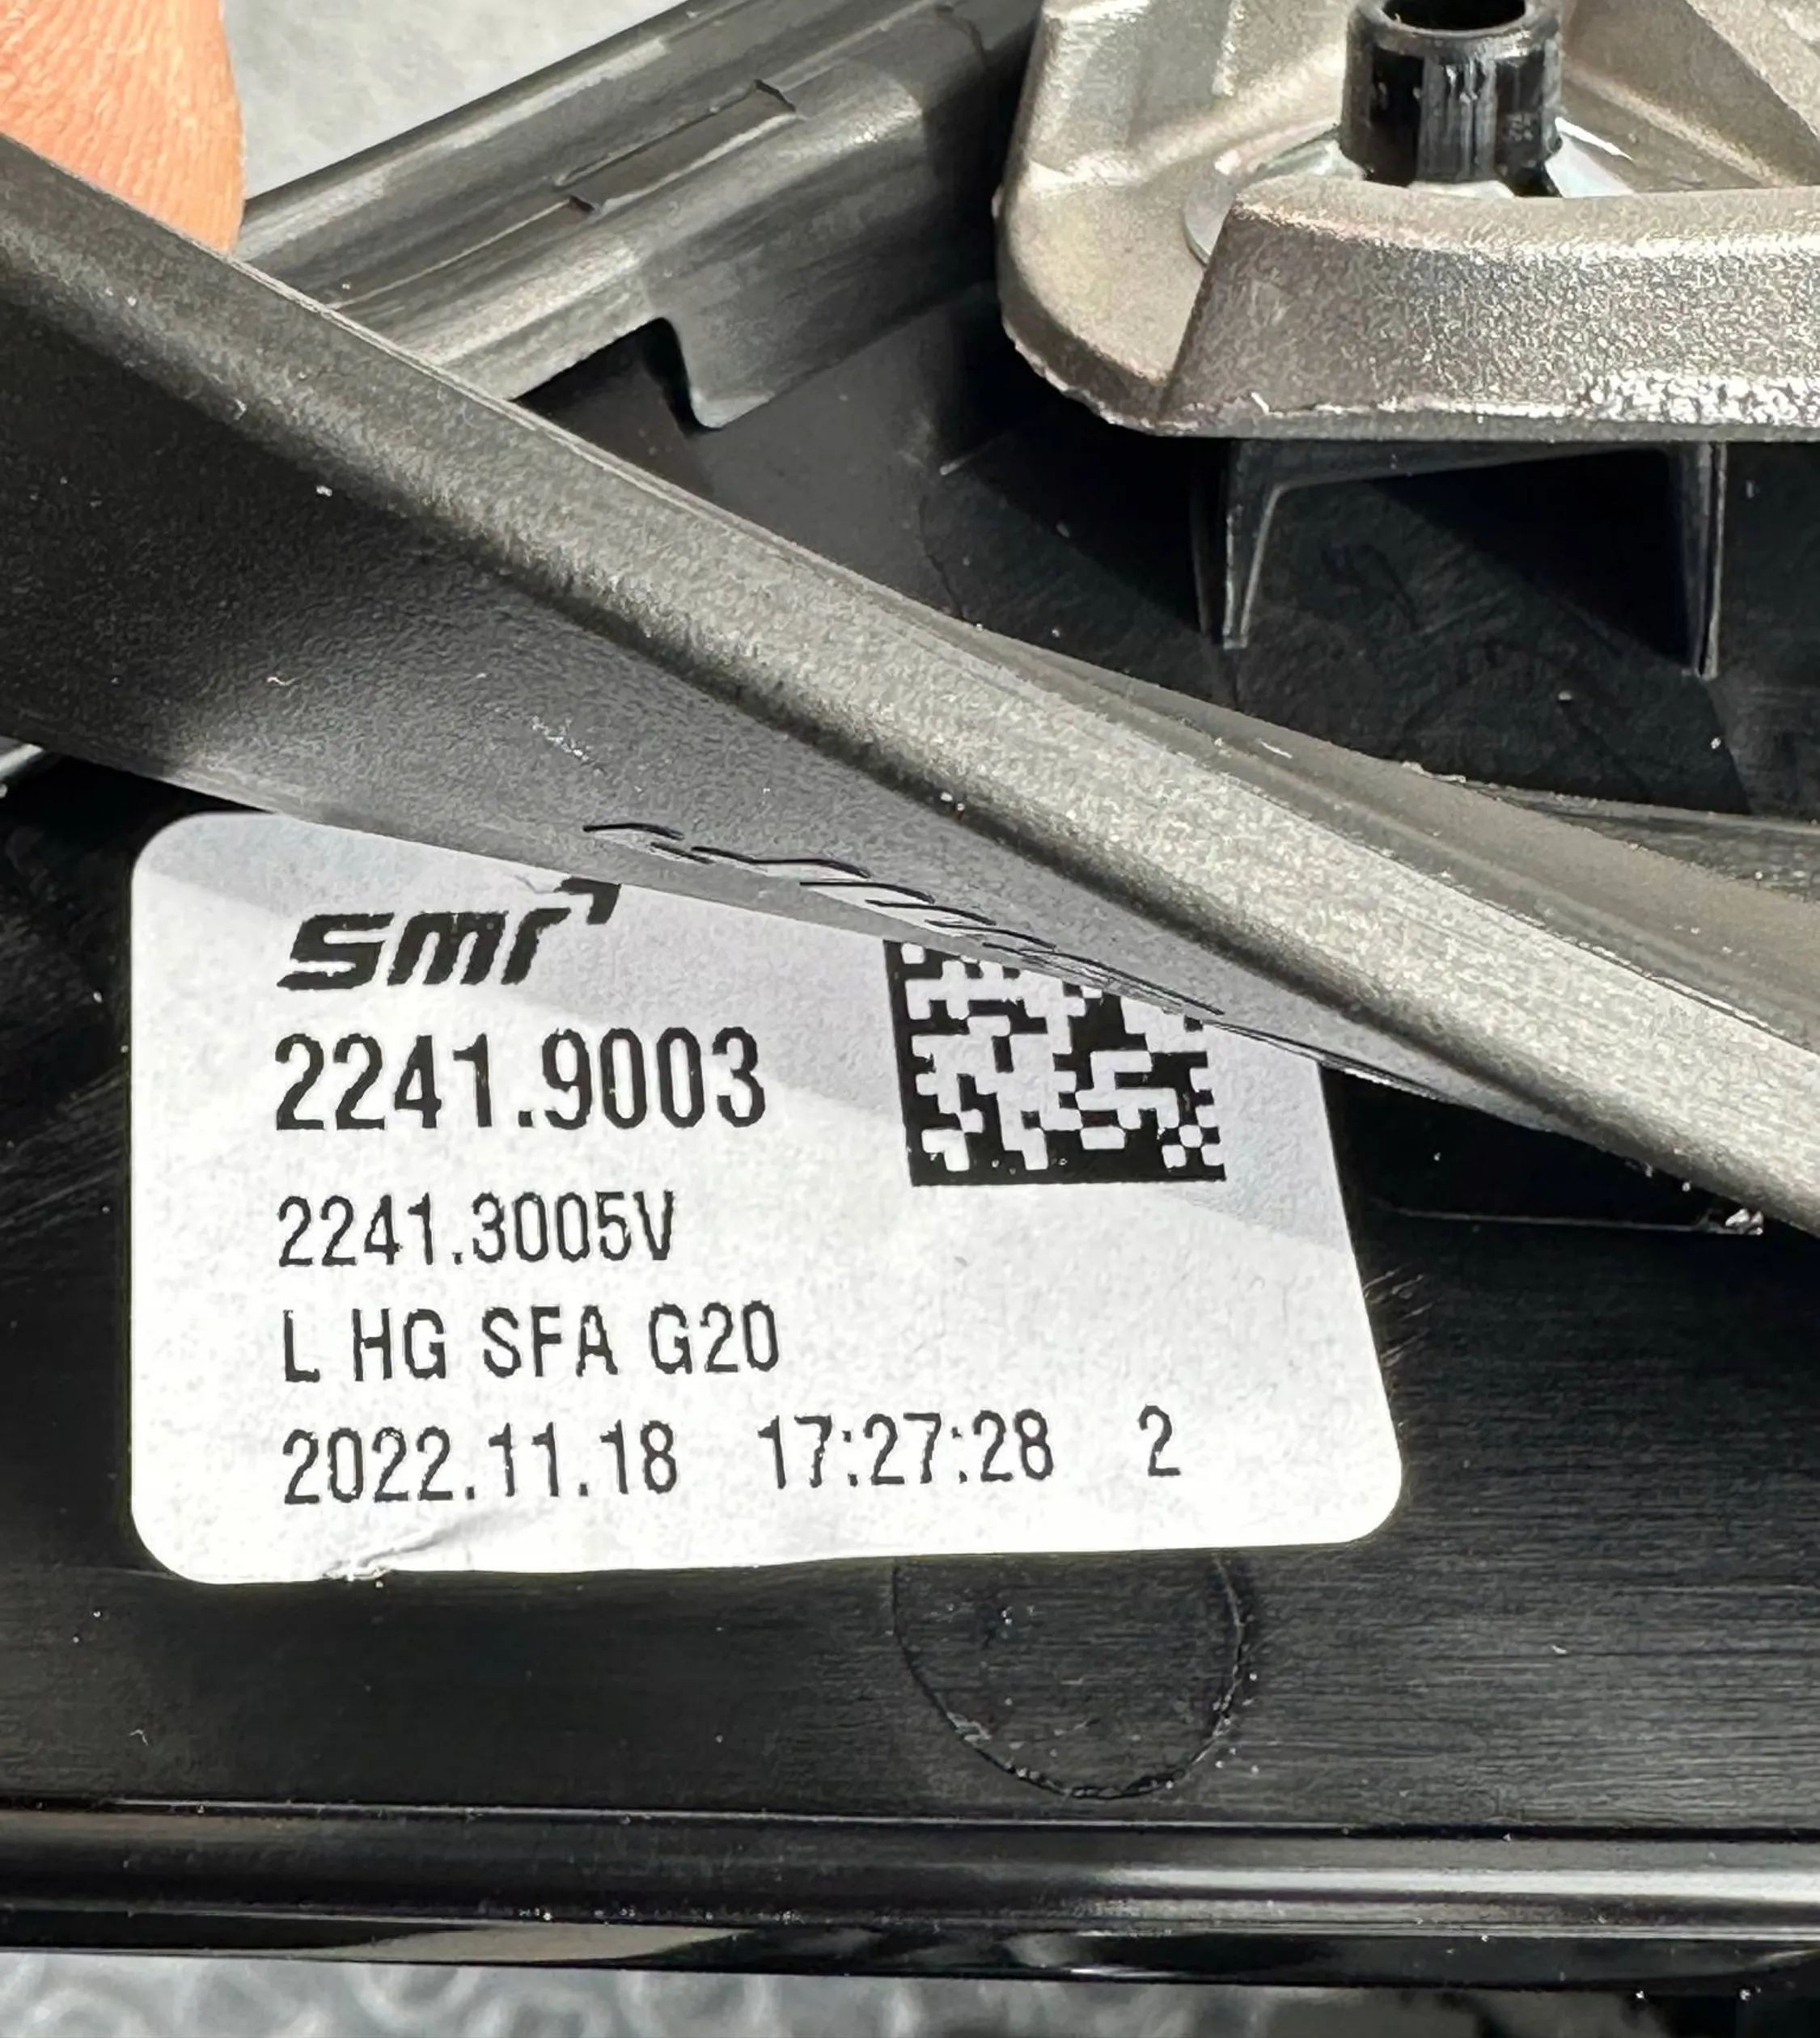 smr
2241.9003
2241.3005V
L HG SFA G20
2022.11.18 17:27:28 2